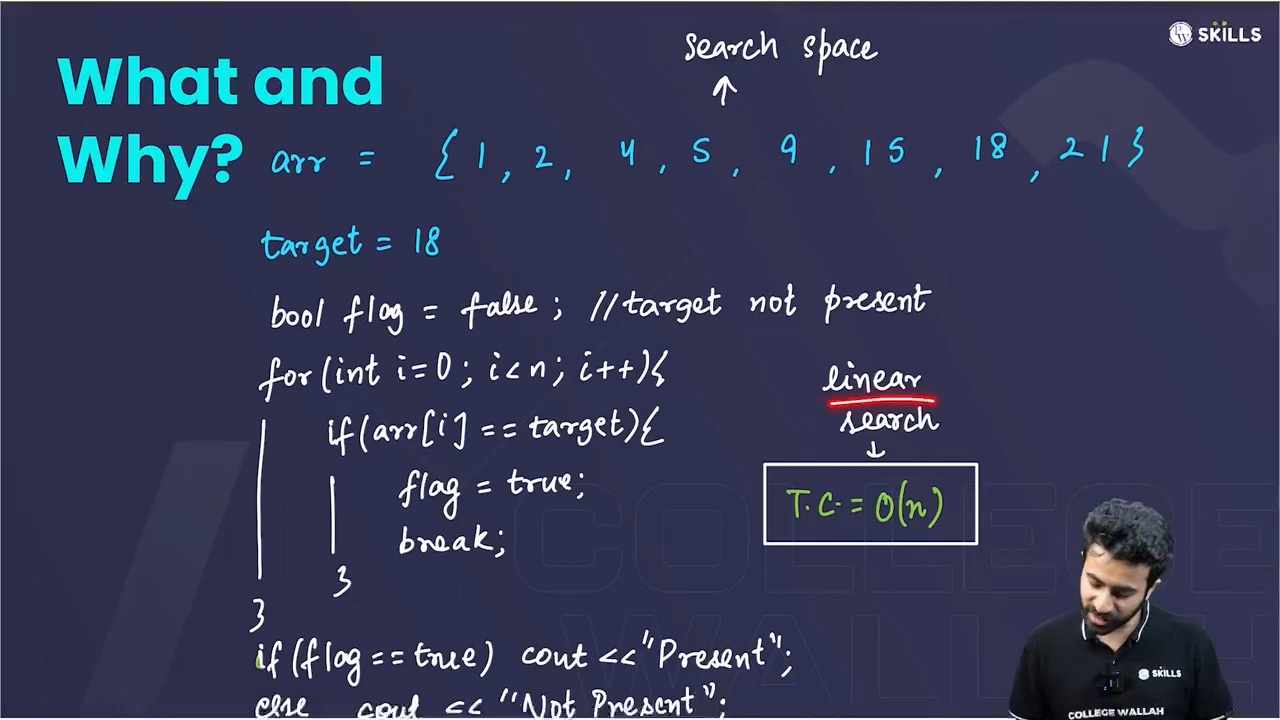 SKILLS
search space
What and
Why?
arr = {1, 2, 4, 5, 9, 15, 18, 21}
target = 18
bool flag = false; //target not present
for(int i=0; i<n; i++){
if(arr[i] == target){
flag = true;
break;
}
}
linear
search
T.C. = O(n)
if(flag == true) cout <<"Present";
else cout << "Not Present";
COLLEGE
WALLAH
SKILLS
COLLEGE WALLAH